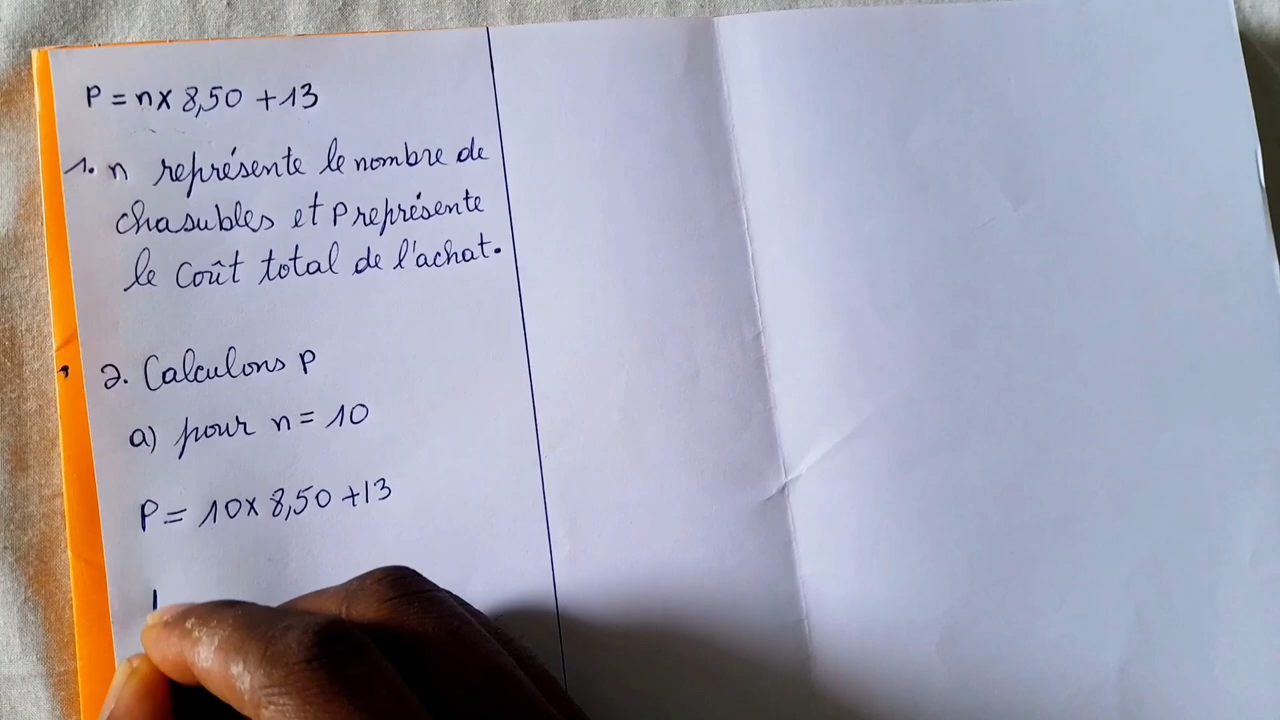 P = n x 8,50 + 13
1. n représente le nombre de
chasubles et P représente
le coût total de l'achat.
2. Calculons P
a) pour n = 10
P = 10 x 8,50 + 13